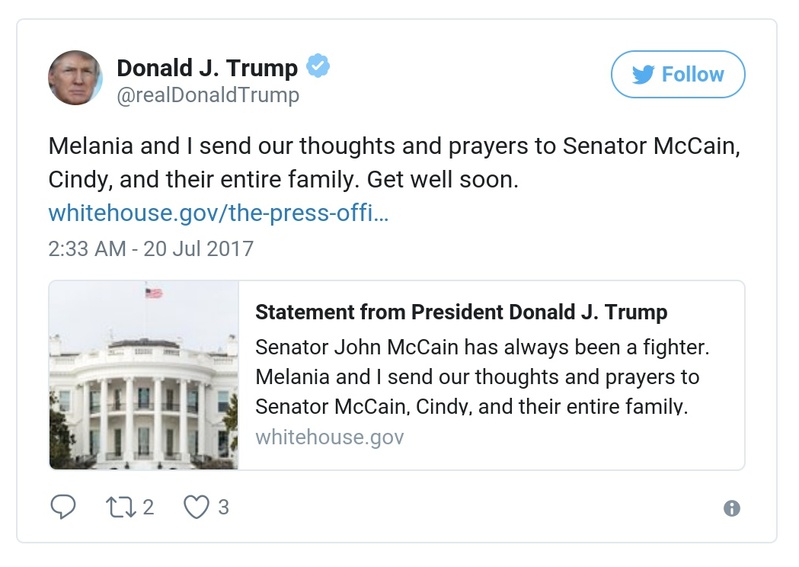 Donald J. Trump
@realDonaldTrump
Follow
Melania and I send our thoughts and prayers to Senator McCain,
Cindy, and their entire family. Get well soon.
whitehouse.gov/the-press-offi…
2:33 AM - 20 Jul 2017
Statement from President Donald J. Trump
Senator John McCain has always been a fighter.
Melania and I send our thoughts and prayers to
Senator McCain, Cindy, and their entire family.
whitehouse.gov
2
3